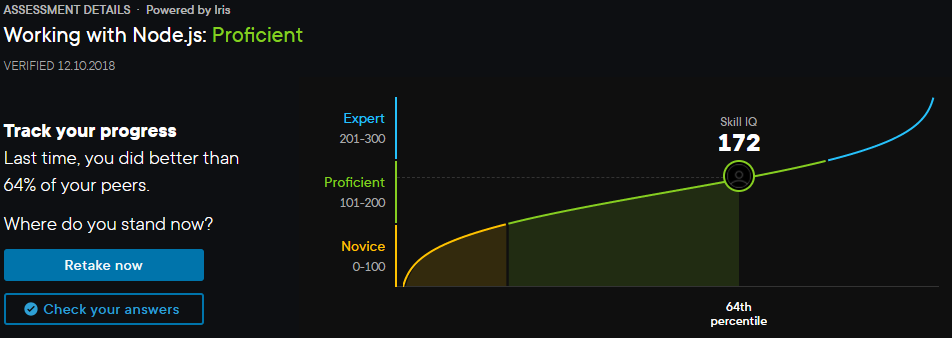 ASSESSMENT DETAILS · Powered by Iris
Working with Node.js: Proficient
VERIFIED 12.10.2018
Track your progress
Last time, you did better than
64% of your peers.
Where do you stand now?
Retake now
Check your answers
Expert
201-300
Proficient
101-200
Novice
0-100
Skill IQ
172
64th
percentile